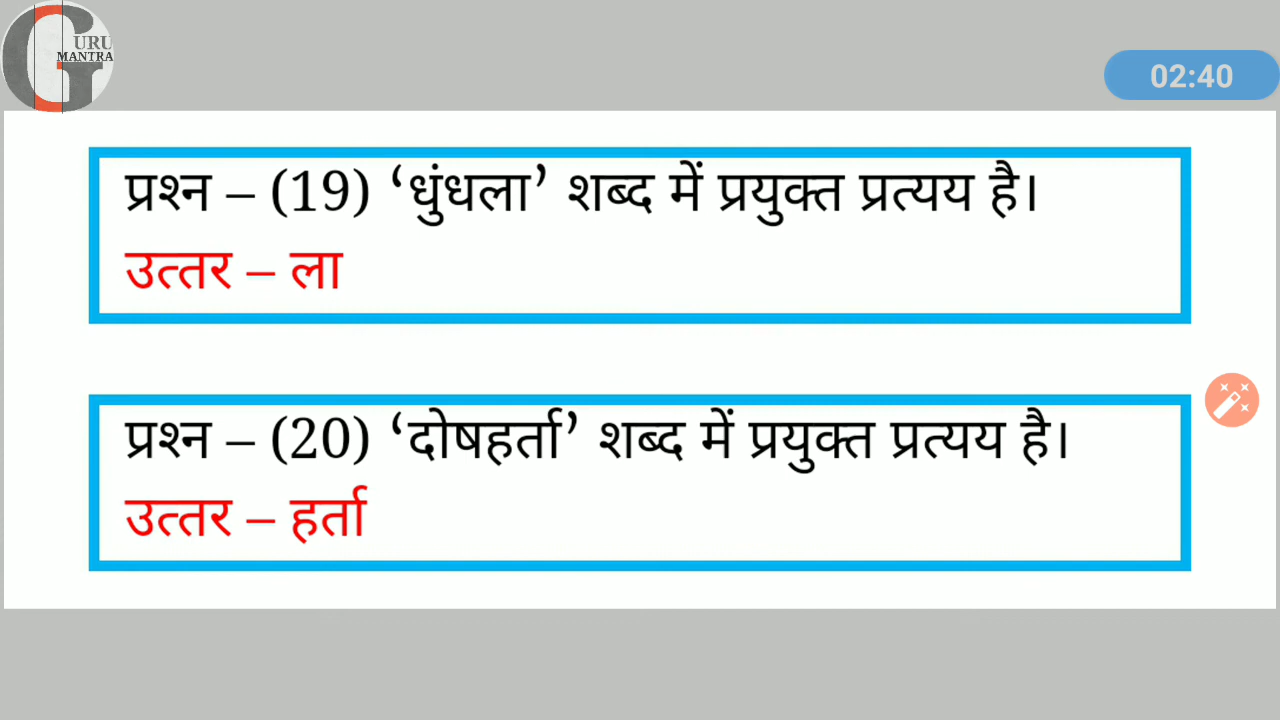 GURU
MANTRA
02:40
प्रश्न – (19) ‘धुंधला’ शब्द में प्रयुक्त प्रत्यय है।
उत्तर – ला
प्रश्न – (20) ‘दोषहर्ता’ शब्द में प्रयुक्त प्रत्यय है।
उत्तर – हर्ता